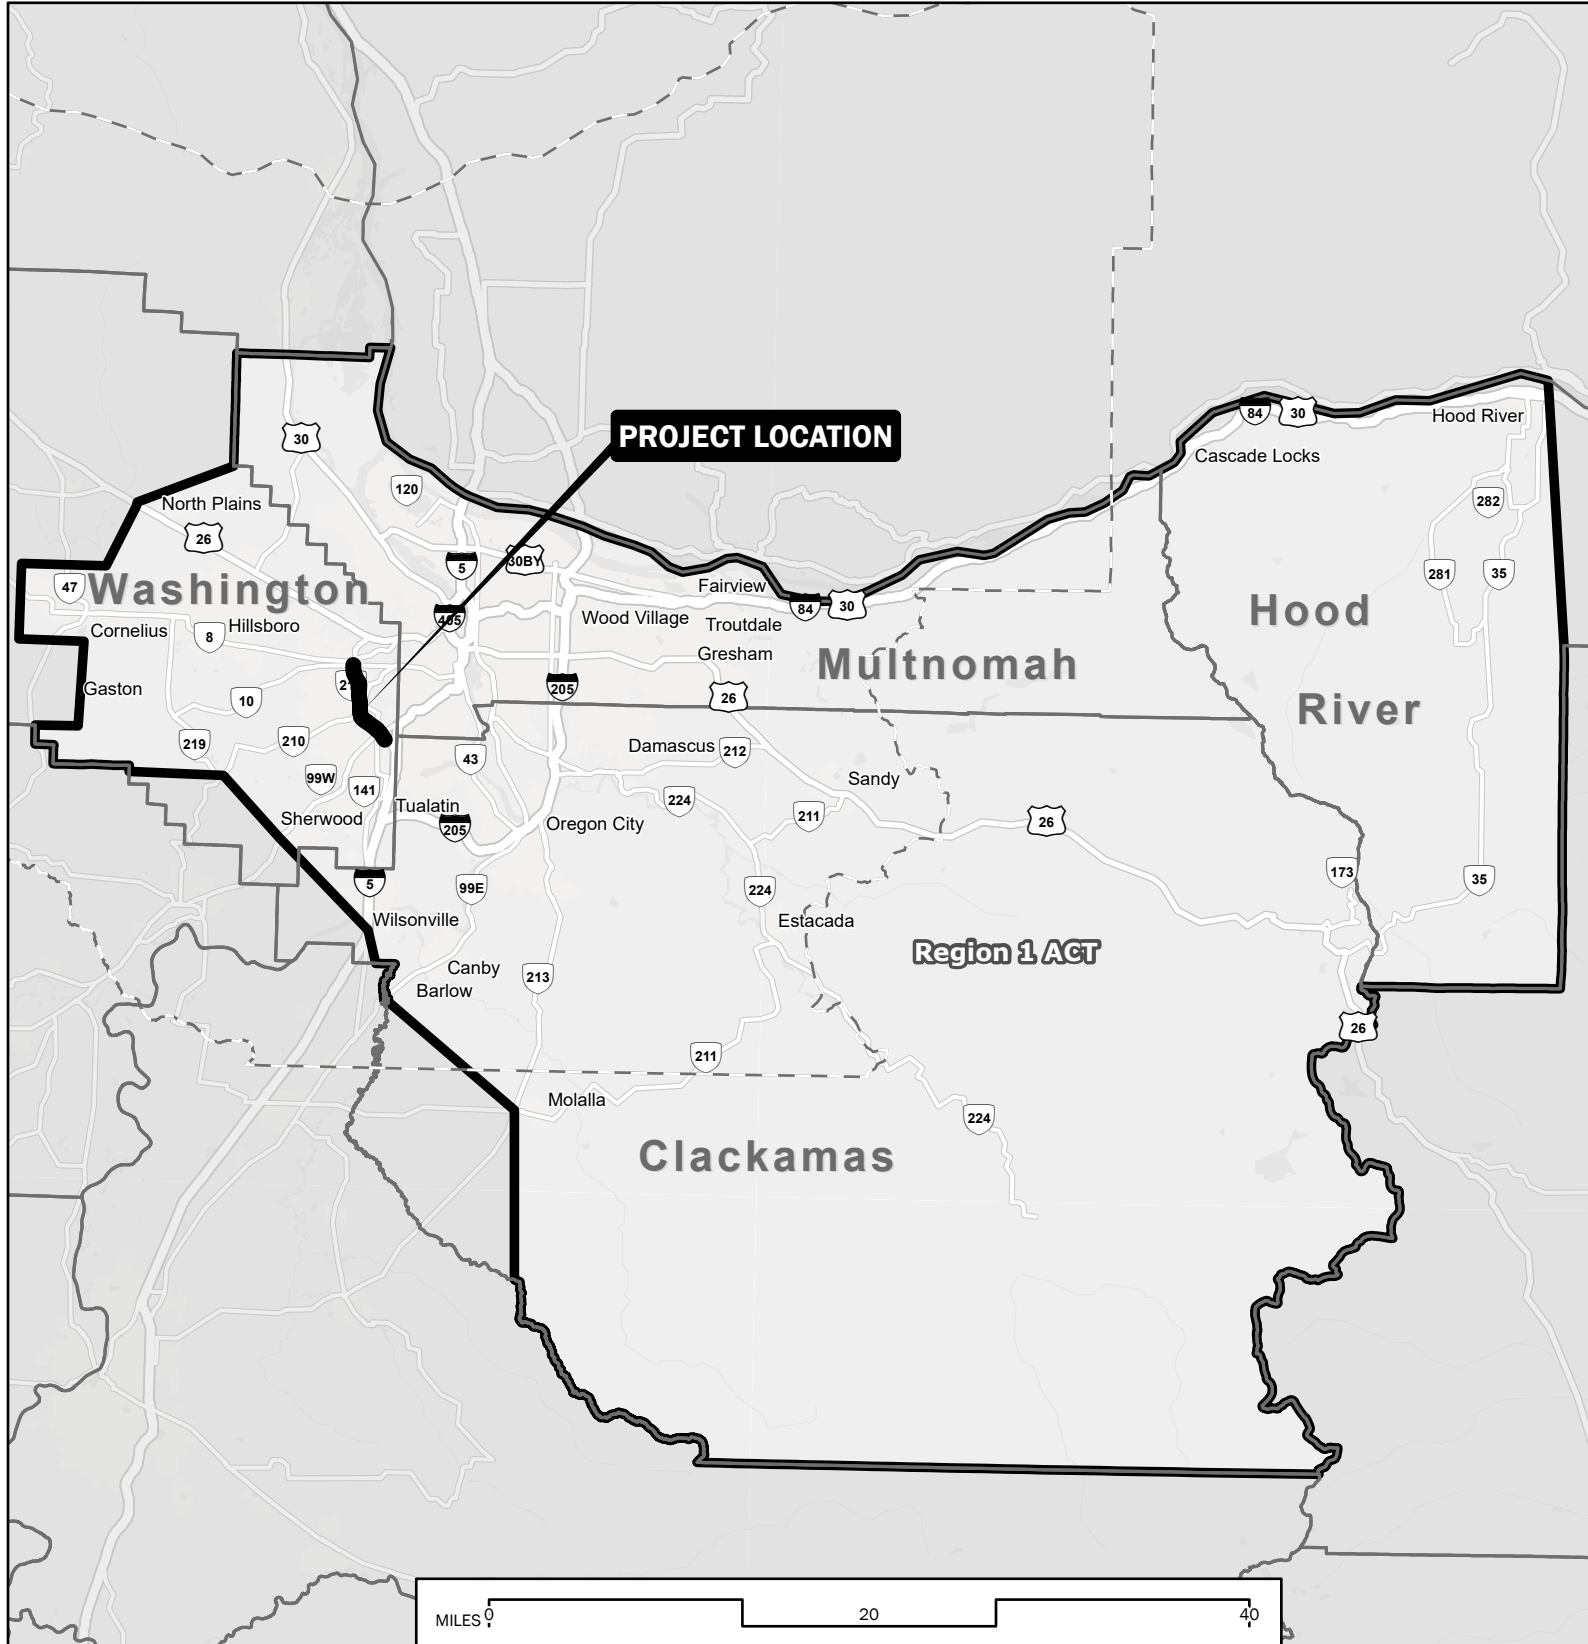 PROJECT LOCATION
84
30
Hood River
Cascade Locks
30
120
North Plains
26
282
5
30BY
281
35
47
Washington
Fairview
84
30
405
Wood Village
Troutdale
Hood
Cornelius
8
Hillsboro
Gresham
Multnomah
Gaston
205
26
River
10
219
210
43
Damascus
212
99W
141
Tualatin
Sandy
224
211
26
Sherwood
205
Oregon City
173
35
5
99E
224
Wilsonville
Estacada
Region 1 ACT
Canby
213
Barlow
26
211
Molalla
224
Clackamas
MILES 0
20
40